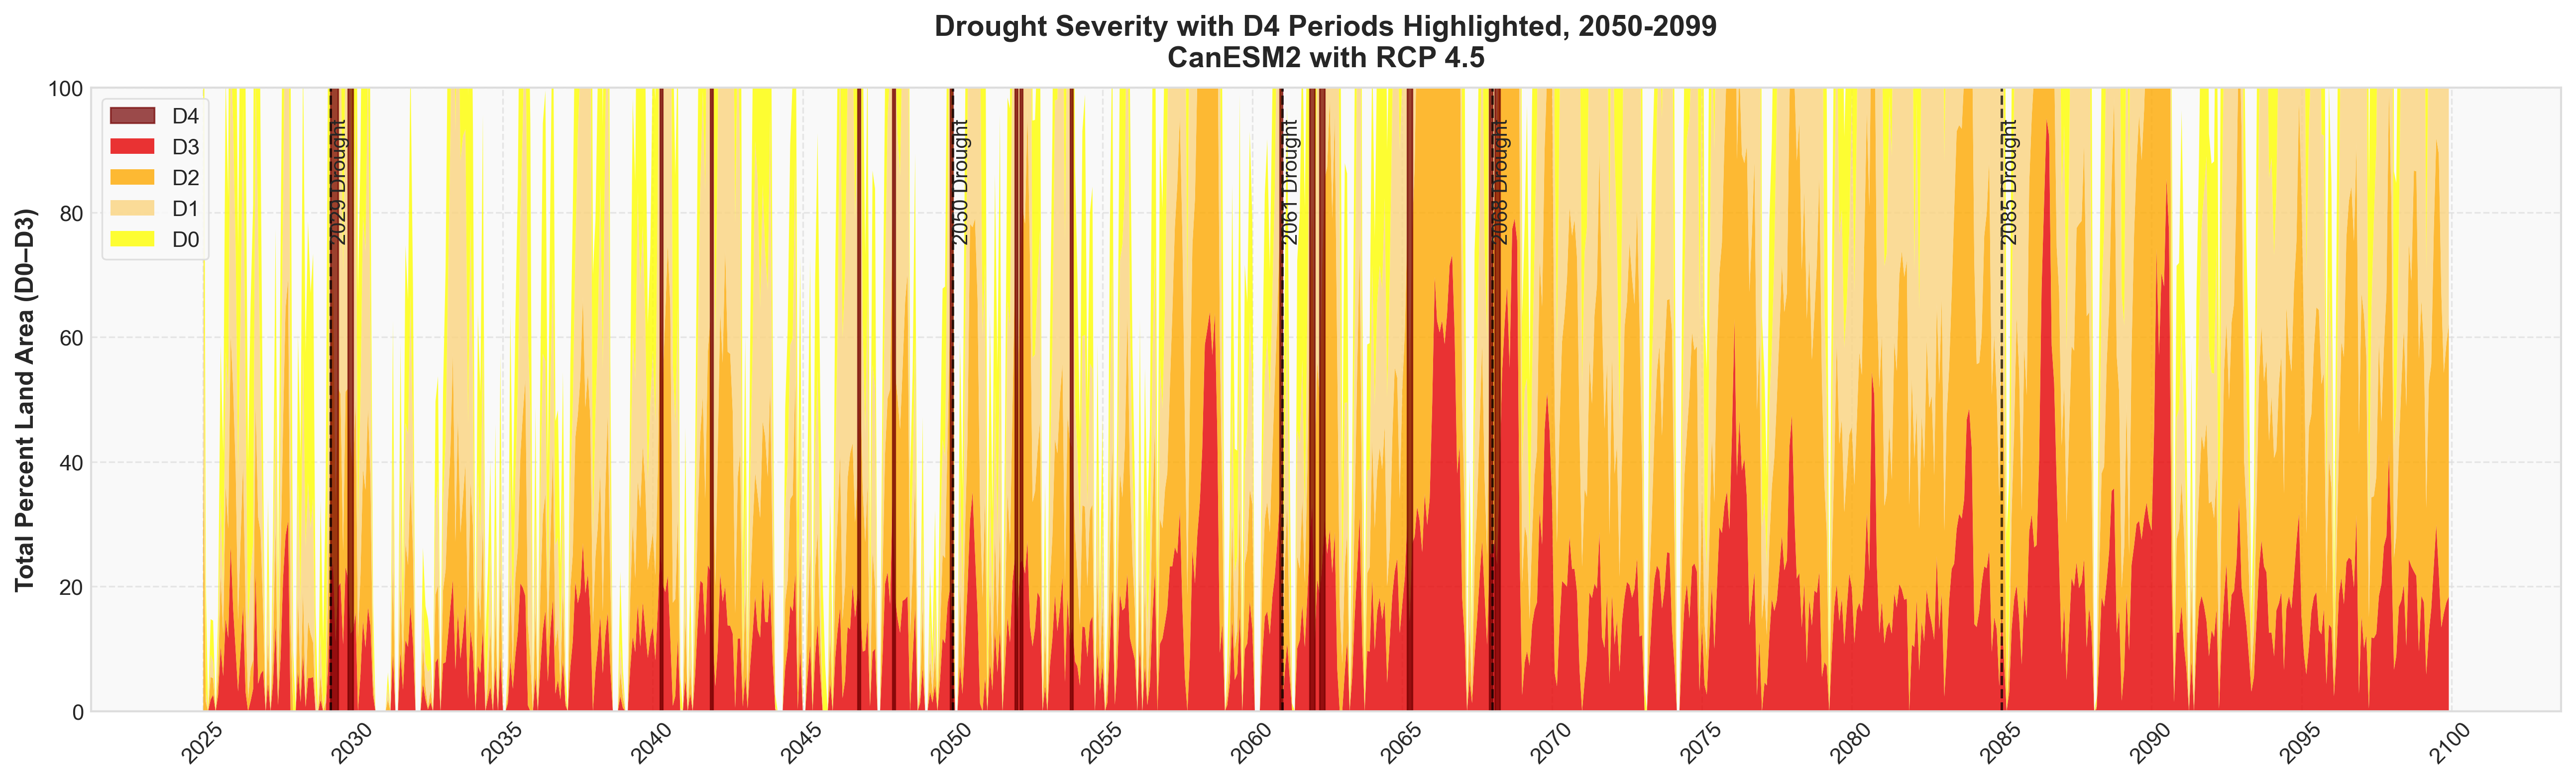 Drought Severity with D4 Periods Highlighted, 2050-2099
CanESM2 with RCP 4.5
Total Percent Land Area (D0–D3)
100
80
60
40
20
0
D4
D3
D2
D1
D0
2029 Drought
2050 Drought
2061 Drought
2068 Drought
2085 Drought
2025
2030
2035
2040
2045
2050
2055
2060
2065
2070
2075
2080
2085
2090
2095
2100